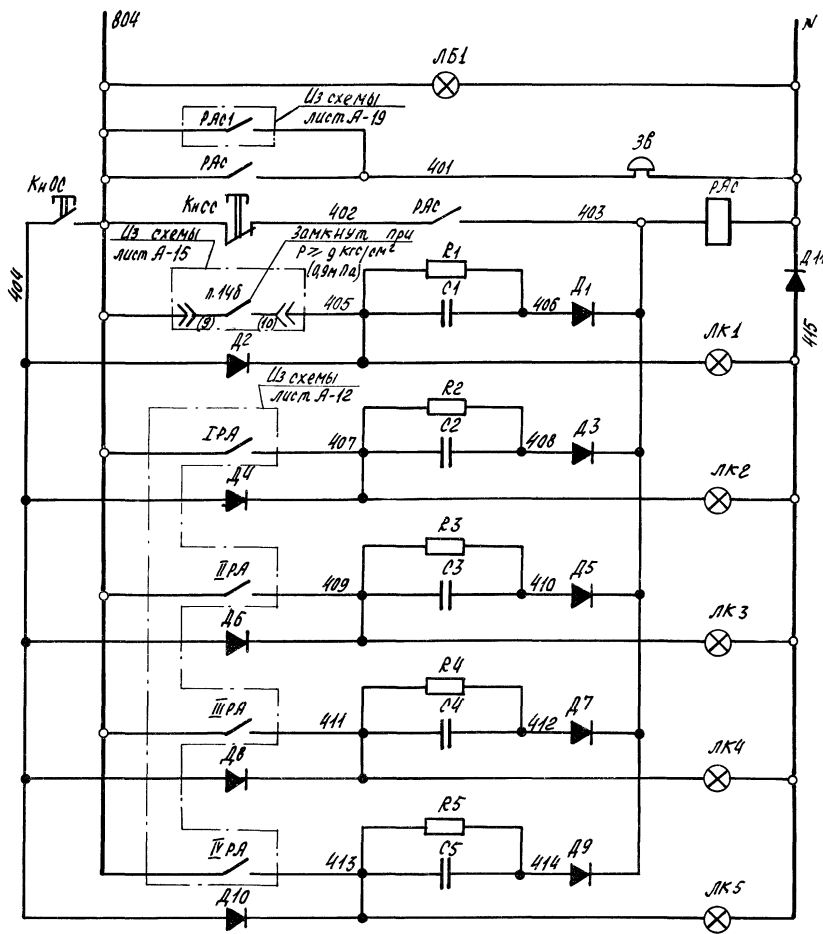 804
N
ЛБ1
Из схемы
лист А-19
РАС1
РАС
401
ЗВ
КнОС
КнСС
402
РАС
403
РАС
Из схемы
лист А-15
Замкнут при
Р ⩾ 9 кгс/см²
(0,9мПа)
404
п.14б
(9)
(10)
405
R1
C1
406
Д1
Д11
415
Д2
ЛК1
Из схемы
лист А-12
IРА
407
R2
C2
408
Д3
Д4
ЛК2
IIРА
409
R3
C3
410
Д5
Д6
ЛК3
IIIРА
411
R4
C4
412
Д7
Д8
ЛК4
IVРА
413
R5
C5
414
Д9
Д10
ЛК5